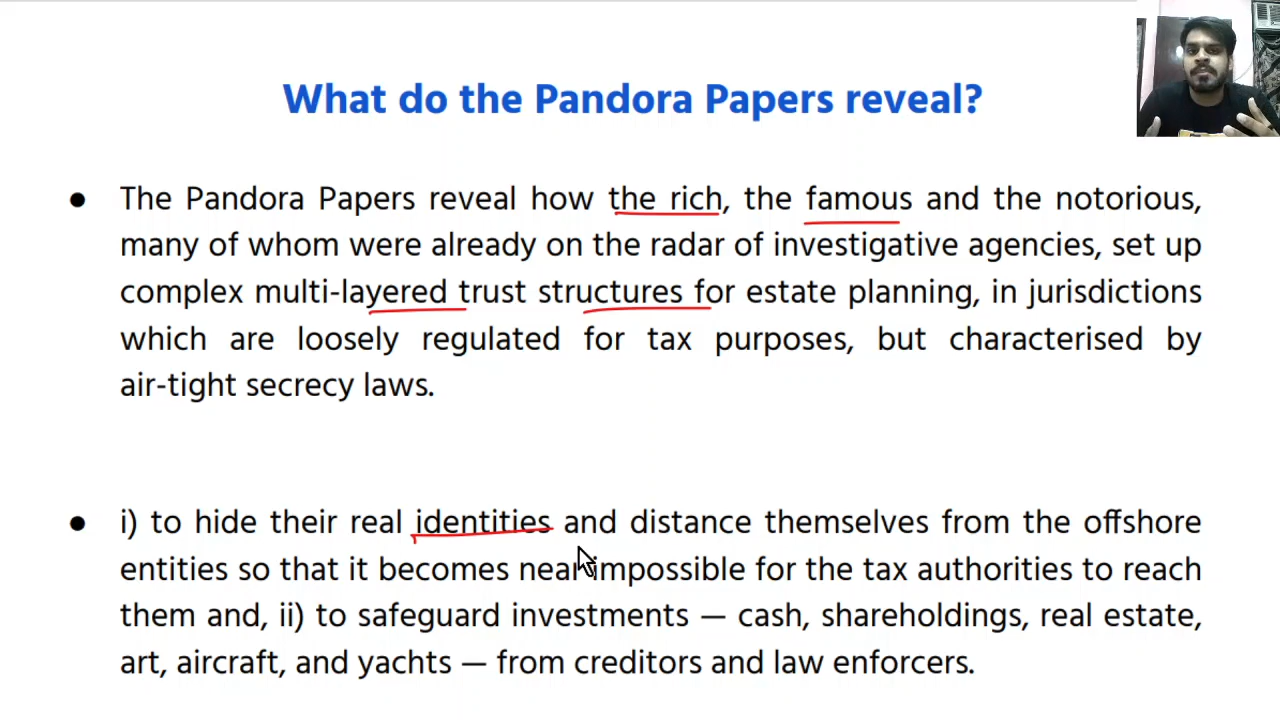 What do the Pandora Papers reveal?
● The Pandora Papers reveal how the rich, the famous and the notorious,
many of whom were already on the radar of investigative agencies, set up
complex multi-layered trust structures for estate planning, in jurisdictions
which are loosely regulated for tax purposes, but characterised by
air-tight secrecy laws.
● i) to hide their real identities and distance themselves from the offshore
entities so that it becomes near impossible for the tax authorities to reach
them and, ii) to safeguard investments — cash, shareholdings, real estate,
art, aircraft, and yachts — from creditors and law enforcers.